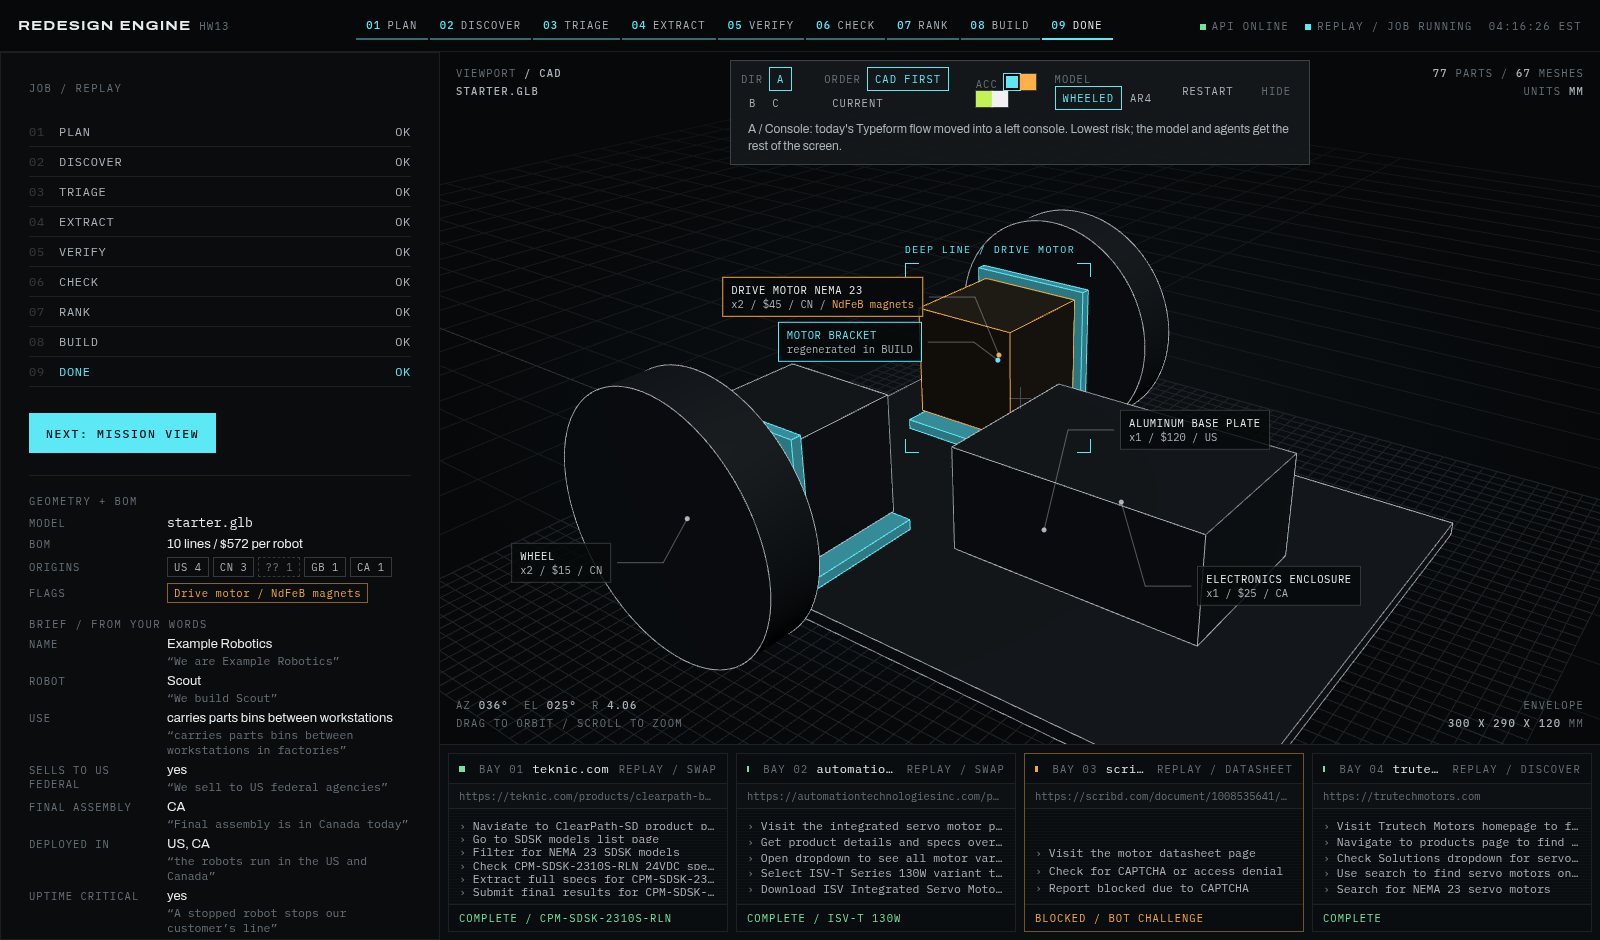 REDESIGN ENGINE HW13
01 PLAN
02 DISCOVER
03 TRIAGE
04 EXTRACT
05 VERIFY
06 CHECK
07 RANK
08 BUILD
09 DONE
API ONLINE
REPLAY / JOB RUNNING
04:16:26 EST
JOB / REPLAY
01 PLAN OK
02 DISCOVER OK
03 TRIAGE OK
04 EXTRACT OK
05 VERIFY OK
06 CHECK OK
07 RANK OK
08 BUILD OK
09 DONE OK
NEXT: MISSION VIEW
GEOMETRY + BOM
MODEL starter.glb
BOM 10 lines / $572 per robot
ORIGINS US 4 CN 3 ?? 1 GB 1 CA 1
FLAGS Drive motor / NdFeB magnets
BRIEF / FROM YOUR WORDS
NAME Example Robotics
“We are Example Robotics”
ROBOT Scout
“We build Scout”
USE carries parts bins between workstations
“carries parts bins between
workstations in factories”
SELLS TO US FEDERAL yes
“We sell to US federal agencies”
FINAL ASSEMBLY CA
“Final assembly is in Canada today”
DEPLOYED IN US, CA
“the robots run in the US and
Canada”
UPTIME CRITICAL yes
“A stopped robot stops our
customer’s line”
VIEWPORT / CAD
STARTER.GLB
DIR A B C
ORDER CAD FIRST CURRENT
ACC
MODEL WHEELED AR4
RESTART
HIDE
A / Console: today's Typeform flow moved into a left console. Lowest risk; the model and agents get the
rest of the screen.
77 PARTS / 67 MESHES
UNITS MM
DEEP LINE / DRIVE MOTOR
DRIVE MOTOR NEMA 23
x2 / $45 / CN / NdFeB magnets
MOTOR BRACKET
regenerated in BUILD
ALUMINUM BASE PLATE
x1 / $120 / US
WHEEL
x2 / $15 / CN
ELECTRONICS ENCLOSURE
x1 / $25 / CA
AZ 036° EL 025° R 4.06
DRAG TO ORBIT / SCROLL TO ZOOM
ENVELOPE
300 X 290 X 120 MM
BAY 01 teknic.com REPLAY / SWAP
https://teknic.com/products/clearpath-b…
› Navigate to ClearPath-SD product p…
› Go to SDSK models list page
› Filter for NEMA 23 SDSK models
› Check CPM-SDSK-2310S-RLN 24VDC spe…
› Extract full specs for CPM-SDSK-23…
› Submit final results for CPM-SDSK-…
COMPLETE / CPM-SDSK-2310S-RLN
BAY 02 automatio… REPLAY / SWAP
https://automationtechnologiesinc.com/p…
› Visit the integrated servo motor p…
› Get product details and specs over…
› Open dropdown to see all motor var…
› Select ISV-T Series 130W variant t…
› Download ISV Integrated Servo Moto…
COMPLETE / ISV-T 130W
BAY 03 scri… REPLAY / DATASHEET
https://scribd.com/document/1008535641/…
› Visit the motor datasheet page
› Check for CAPTCHA or access denial
› Report blocked due to CAPTCHA
BLOCKED / BOT CHALLENGE
BAY 04 trute… REPLAY / DISCOVER
https://trutechmotors.com
› Visit Trutech Motors homepage to f…
› Navigate to products page to find …
› Check Solutions dropdown for servo…
› Use search to find servo motors on…
› Search for NEMA 23 servo motors
COMPLETE